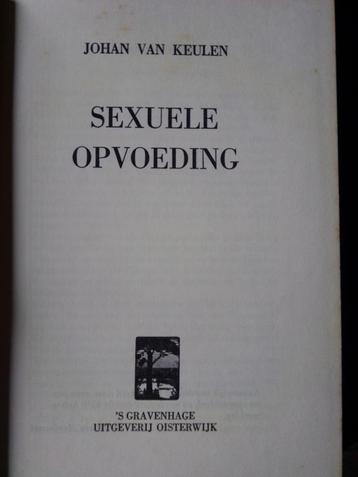 JOHAN VAN KEULEN
SEXUELE
OPVOEDING
'S GRAVENHAGE
UITGEVERIJ OISTERWIJK